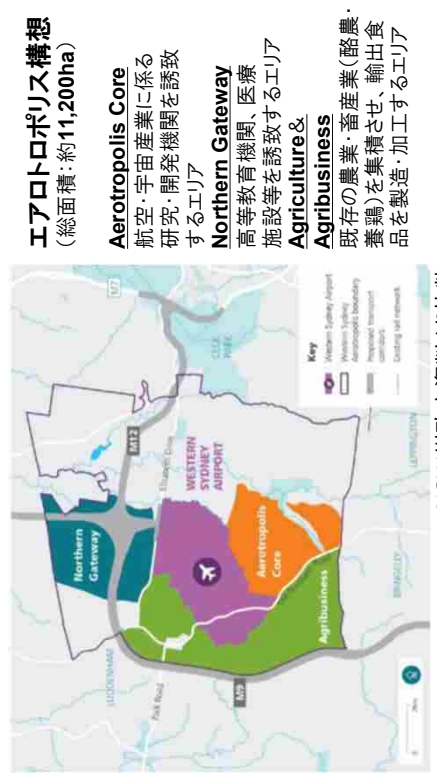 エアロトロポリス構想
（総面積：約11,200ha）
Aerotropolis Core
航空・宇宙産業に係る
研究・開発機関を誘致
するエリア
Northern Gateway
高等教育機関、医療
施設等を誘致するエリア
Agriculture＆
Agribusiness
既存の農業・畜産業（酪農・
養鶏）を集積させ、輸出食
品を製造・加工するエリア
M7
Northern
Gateway
M12
LUDDENHAM
Park Road
Elizabeth Drive
WESTERN
SYDNEY
AIRPORT
Aerotropolis
Core
Agribusiness
M9
BRINGELLY
LEPPINGTON
Key
Western Sydney Airport
Western Sydney
Aerotropolis boundary
Proposed transport
corridors
Existing rail network